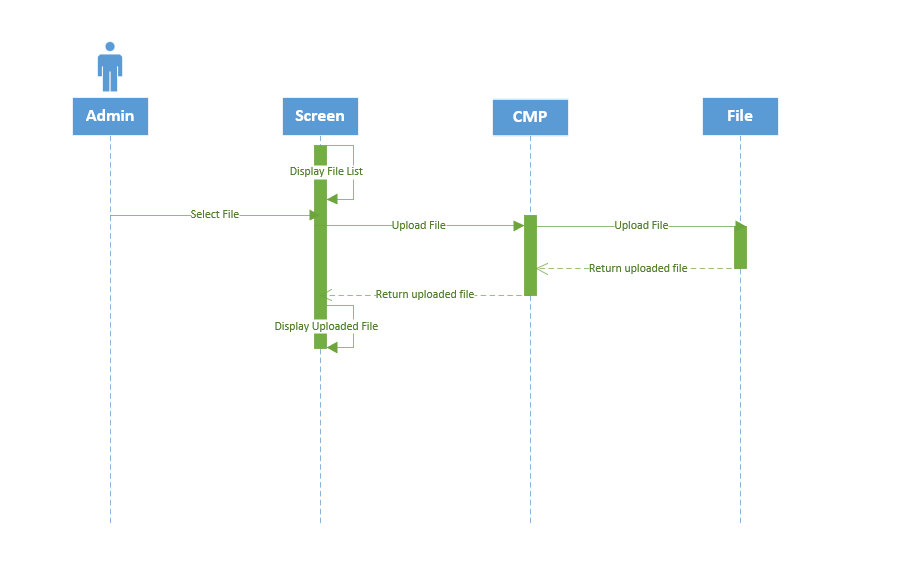 Admin
Screen
CMP
File
Display File List
Select File
Upload File
Upload File
Return uploaded file
Return uploaded file
Display Uploaded File